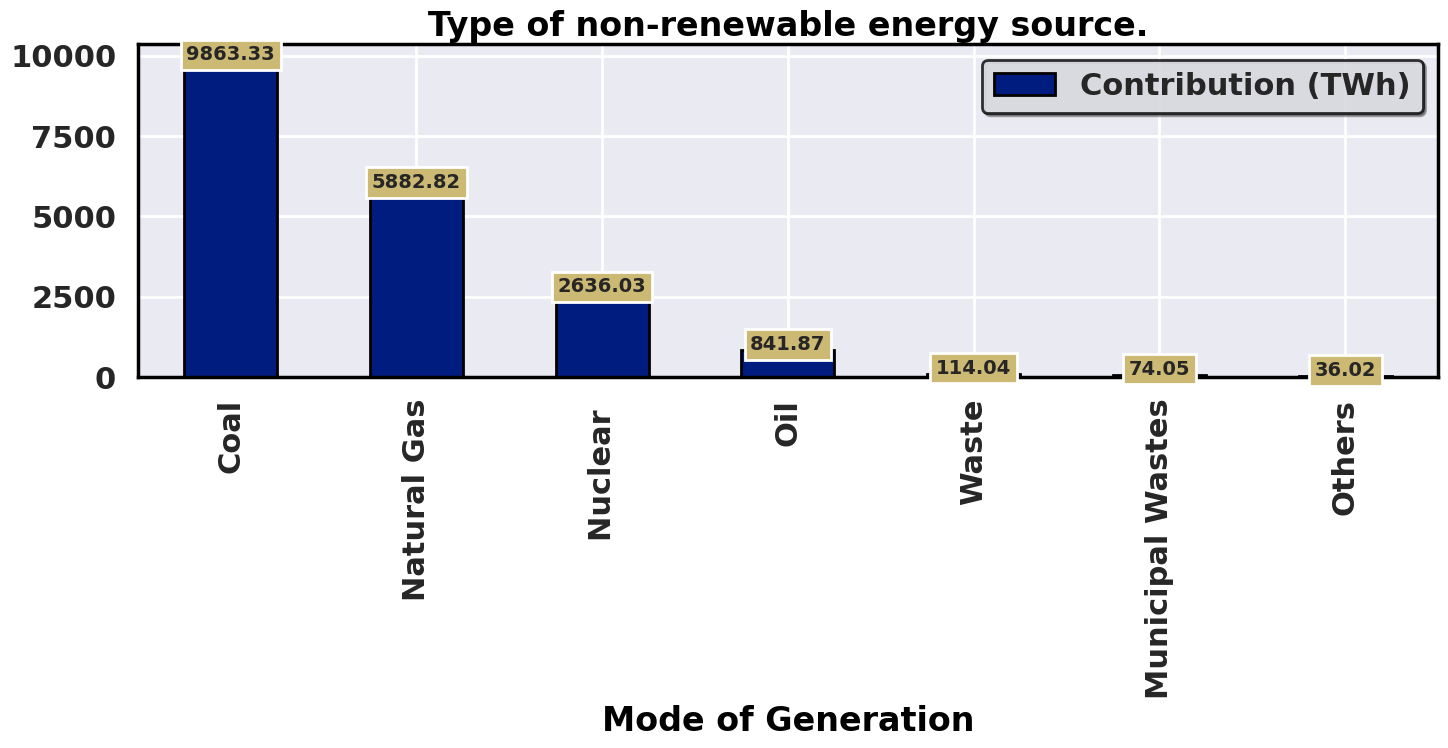 Type of non-renewable energy source.
Contribution (TWh)
10000
7500
5000
2500
0
9863.33
5882.82
2636.03
841.87
114.04
74.05
36.02
Coal
Natural Gas
Nuclear
Oil
Waste
Municipal Wastes
Others
Mode of Generation